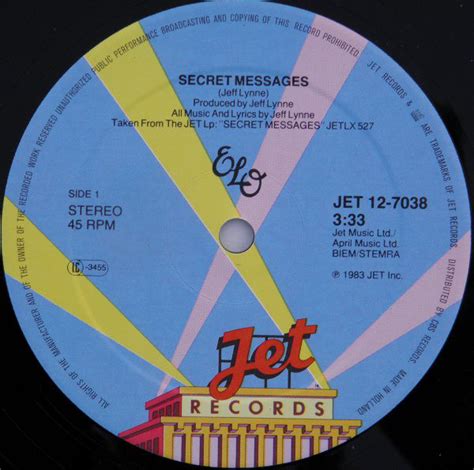 ALL RIGHTS OF THE MANUFACTURER AND OF THE OWNER OF THE RECORDED WORK RESERVED UNAUTHORIZED PUBLIC PERFORMANCE BROADCASTING AND COPYING OF THIS RECORD PROHIBITED
JET RECORDS & ARE TRADEMARK OF JET RECORDS
DISTRIBUTED BY CBS RECORDS. MADE IN HOLLAND
SECRET MESSAGES
(Jeff Lynne)
Produced by Jeff Lynne
All Music And Lyrics by Jeff Lynne
Taken From The JET Lp: "SECRET MESSAGES" JETLX 527
ELO
SIDE 1
STEREO
45 RPM
LC -3455
JET 12-7038
3:33
Jet Music Ltd./
April Music Ltd.
BIEM/STEMRA
℗ 1983 JET Inc.
Jet
RECORDS